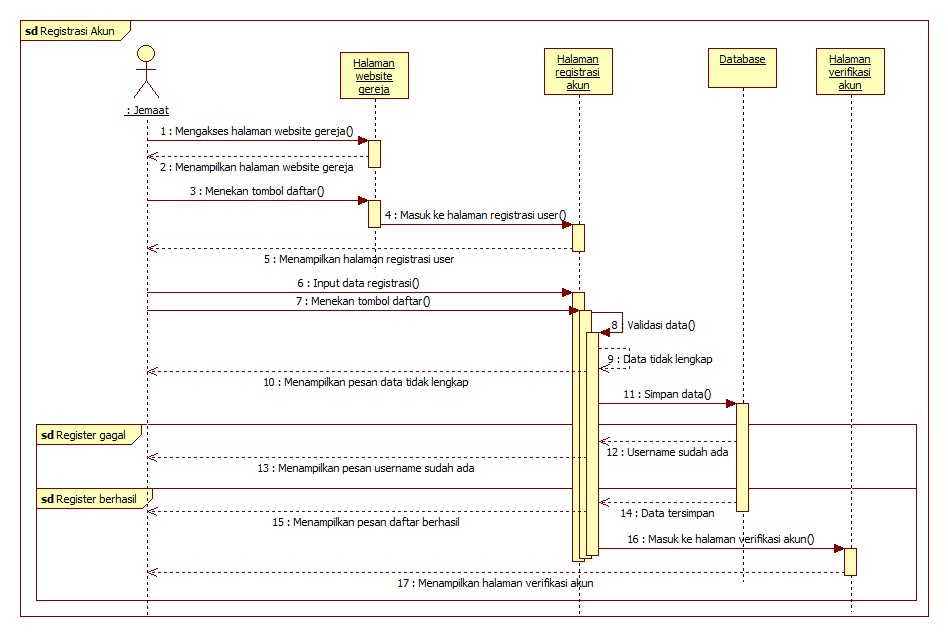 sd Registrasi Akun
: Jemaat
Halaman
website
gereja
Halaman
registrasi
akun
Database
Halaman
verifikasi
akun
1 : Mengakses halaman website gereja()
2 : Menampilkan halaman website gereja
3 : Menekan tombol daftar()
4 : Masuk ke halaman registrasi user()
5 : Menampilkan halaman registrasi user
6 : Input data registrasi()
7 : Menekan tombol daftar()
8 : Validasi data()
9 : Data tidak lengkap
10 : Menampilkan pesan data tidak lengkap
11 : Simpan data()
sd Register gagal
12 : Username sudah ada
13 : Menampilkan pesan username sudah ada
sd Register berhasil
14 : Data tersimpan
15 : Menampilkan pesan daftar berhasil
16 : Masuk ke halaman verifikasi akun()
17 : Menampilkan halaman verifikasi akun